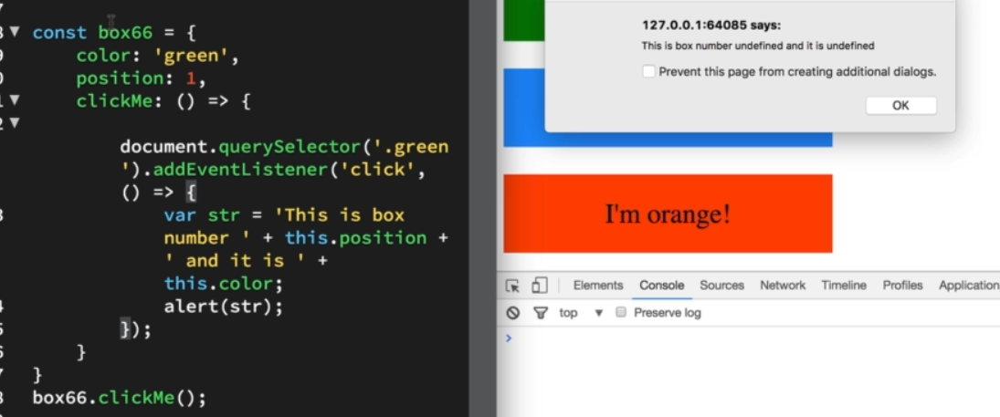 const box66 = {
color: 'green',
position: 1,
clickMe: () => {
document.querySelector('.green
').addEventListener('click',
() => {
var str = 'This is box
number ' + this.position +
' and it is ' +
this.color;
alert(str);
});
}
}
box66.clickMe();
127.0.0.1:64085 says:
This is box number undefined and it is undefined
Prevent this page from creating additional dialogs.
OK
I'm orange!
Elements Console Sources Network Timeline Profiles Application
top ▼ Preserve log
>